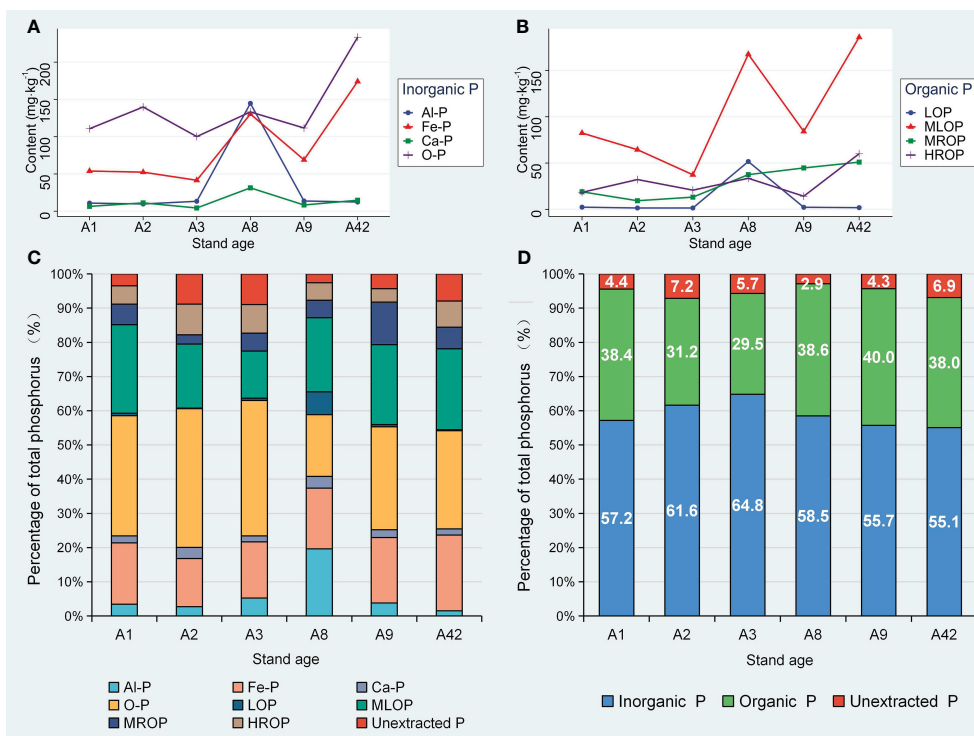 A
Content (mg·kg⁻¹)
200
150
100
50
0
A1 A2 A3 A8 A9 A42
Stand age
Inorganic P
Al-P
Fe-P
Ca-P
O-P
B
Content (mg·kg⁻¹)
150
100
50
0
A1 A2 A3 A8 A9 A42
Stand age
Organic P
LOP
MLOP
MROP
HROP
C
Percentage of total phosphorus （%）
100%
90%
80%
70%
60%
50%
40%
30%
20%
10%
0%
A1 A2 A3 A8 A9 A42
Stand age
Al-P Fe-P Ca-P
O-P LOP MLOP
MROP HROP Unextracted P
D
Percentage of total phosphorus （%）
100%
90%
80%
70%
60%
50%
40%
30%
20%
10%
0%
4.4 7.2 5.7 2.9 4.3 6.9
38.4 31.2 29.5 38.6 40.0 38.0
57.2 61.6 64.8 58.5 55.7 55.1
A1 A2 A3 A8 A9 A42
Stand age
Inorganic P Organic P Unextracted P